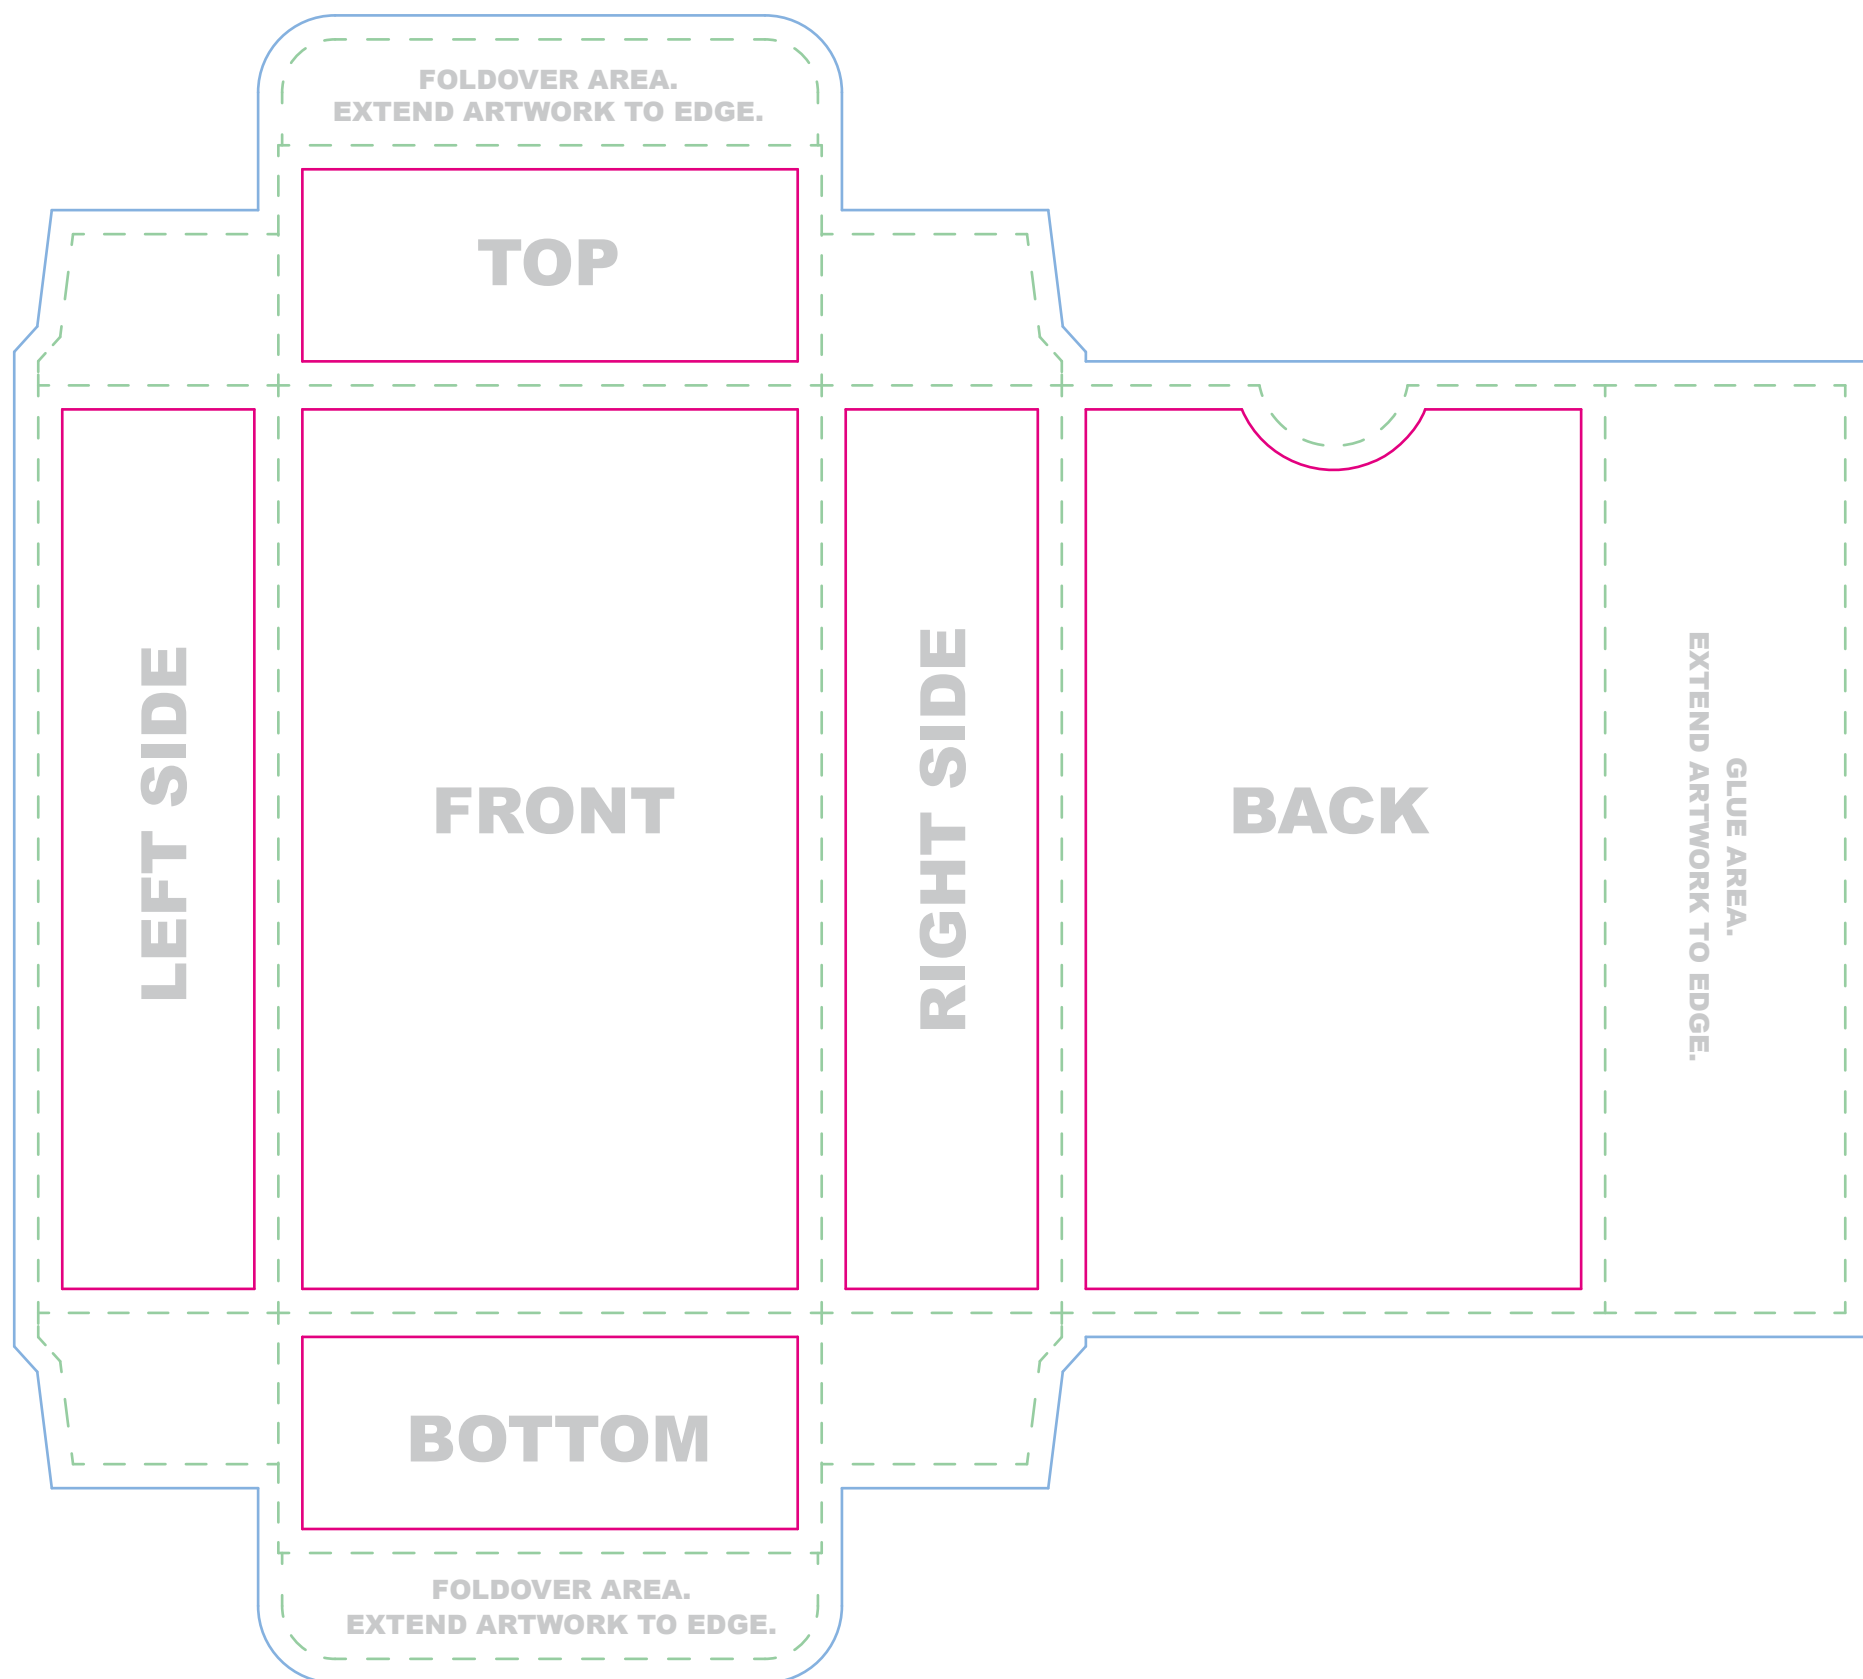 FOLDOVER AREA.
EXTEND ARTWORK TO EDGE.
TOP
LEFT SIDE
FRONT
RIGHT SIDE
BACK
GLUE AREA.
EXTEND ARTWORK TO EDGE.
BOTTOM
FOLDOVER AREA.
EXTEND ARTWORK TO EDGE.